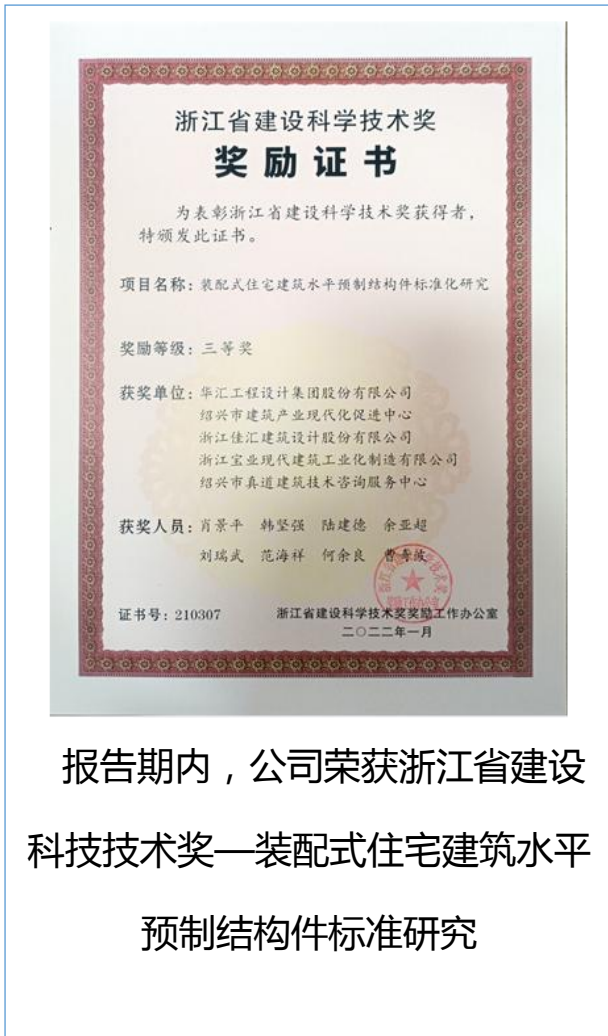 浙江省建设科学技术奖
奖励证书
为表彰浙江省建设科学技术奖获得者，
特颁发此证书。
项目名称：装配式住宅建筑水平预制结构件标准化研究
奖励等级：三等奖
获奖单位：华汇工程设计集团股份有限公司
绍兴市建筑产业现代化促进中心
浙江佳汇建筑设计股份有限公司
浙江宝业现代建筑工业化制造有限公司
绍兴市真道建筑技术咨询服务中心
获奖人员：肖景平 韩坚强 陆建德 余亚超
刘瑞武 范海祥 何余良 曹
证书号：210307
浙江省建设科学技术奖奖励工作办公室
二〇二二年一月
报告期内，公司荣获浙江省建设
科技技术奖—装配式住宅建筑水平
预制结构件标准研究